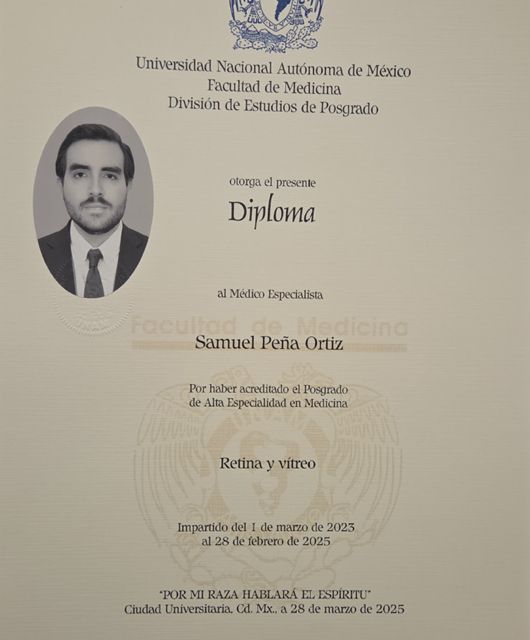 Universidad Nacional Autónoma de México
Facultad de Medicina
División de Estudios de Posgrado
otorga el presente
Diploma
al Médico Especialista
Facultad de Medicina
Samuel Peña Ortiz
Por haber acreditado el Posgrado
de Alta Especialidad en Medicina
Retina y vítreo
Impartido del 1 de marzo de 2023
al 28 de febrero de 2025
"POR MI RAZA HABLARÁ EL ESPÍRITU"
Ciudad Universitaria, Cd. Mx., a 28 de marzo de 2025